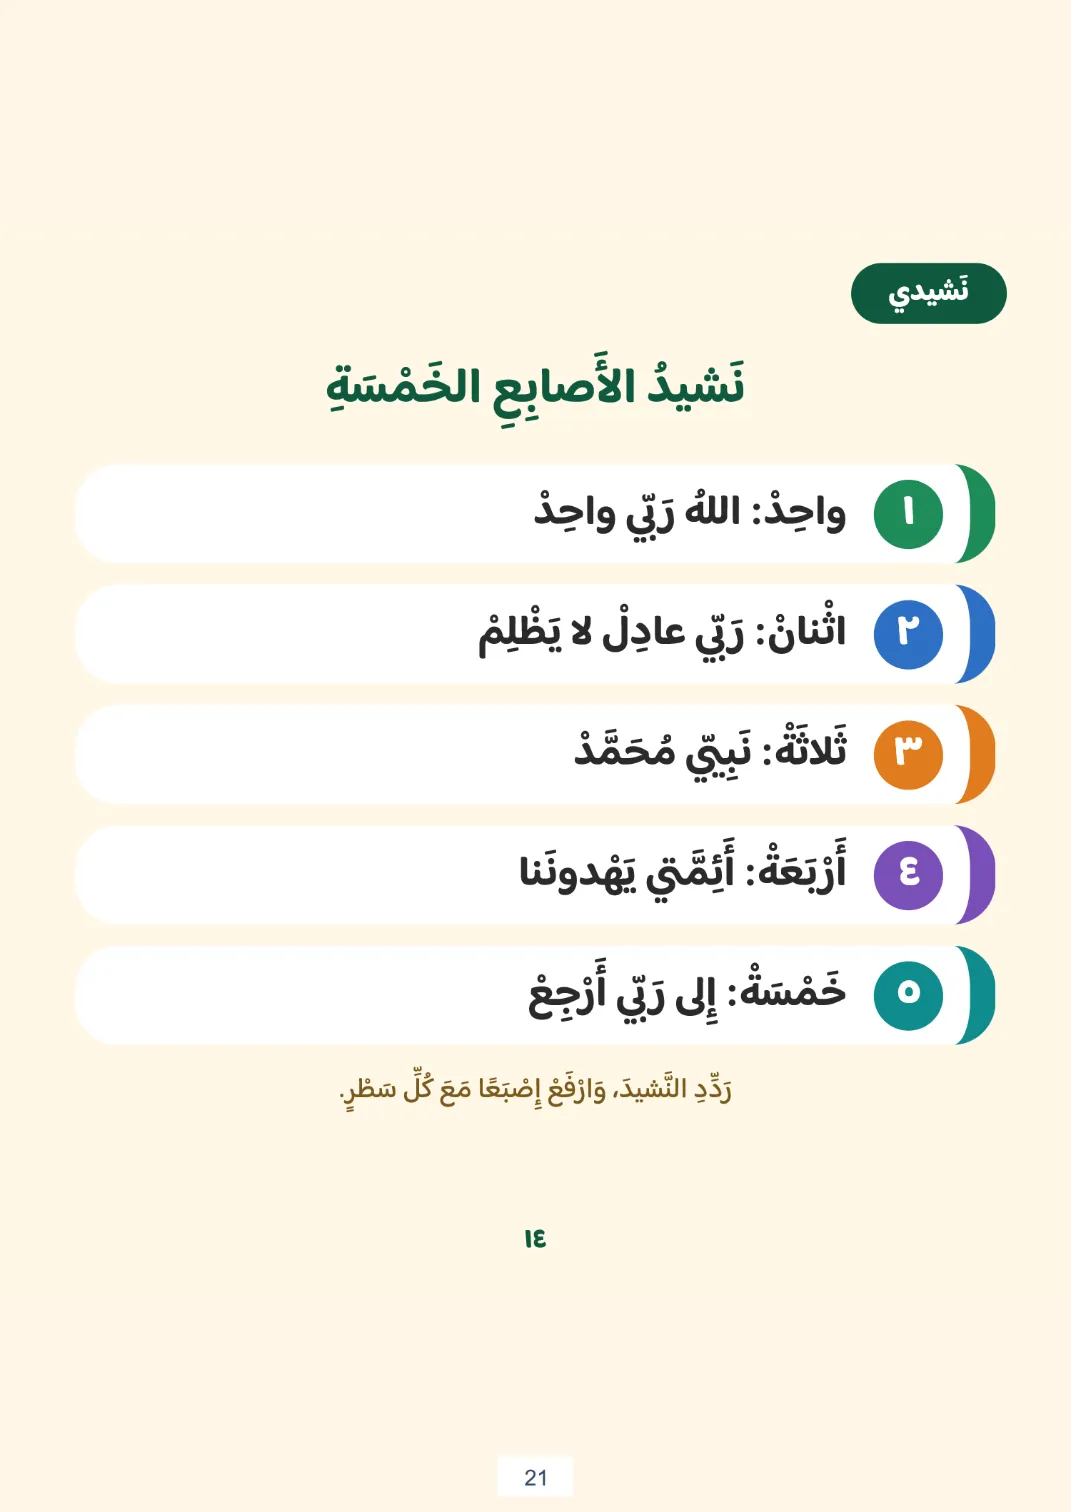 نَشيدي
نَشيدُ الأَصابِعِ الخَمْسَةِ
١ واحِدْ: اللهُ رَبّي واحِدْ
٢ اثْنانْ: رَبّي عادِلْ لا يَظْلِمْ
٣ ثَلاثَةْ: نَبِيّي مُحَمَّدْ
٤ أَرْبَعَةْ: أَئِمَّتي يَهْدونَنا
٥ خَمْسَةْ: إِلى رَبّي أَرْجِعْ
رَدِّدِ النَّشيدَ، وَارْفَعْ إِصْبَعًا مَعَ كُلِّ سَطْرٍ.
١٤
21